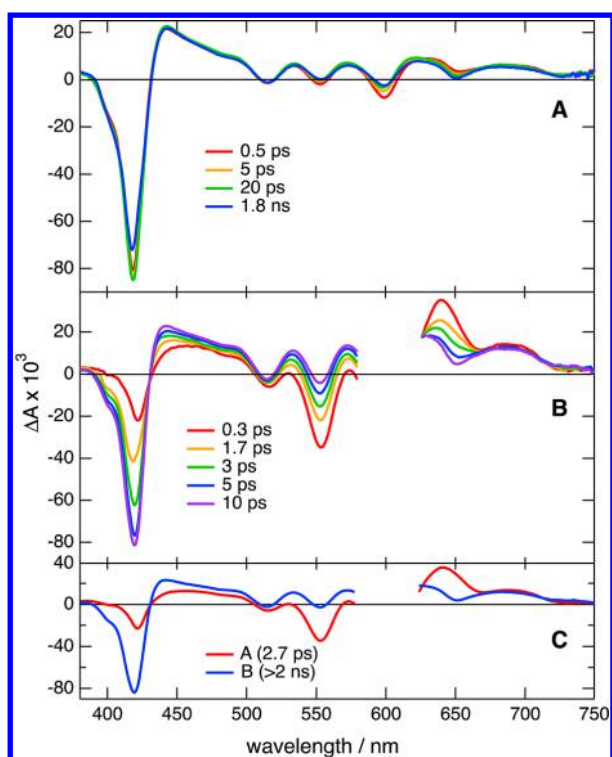 20
0
-20
-40
-60
-80
A
0.5 ps
5 ps
20 ps
1.8 ns
40
20
0
-20
-40
-60
-80
ΔA x 10³
B
0.3 ps
1.7 ps
3 ps
5 ps
10 ps
40
0
-40
-80
C
A (2.7 ps)
B (>2 ns)
400 450 500 550 600 650 700 750
wavelength / nm